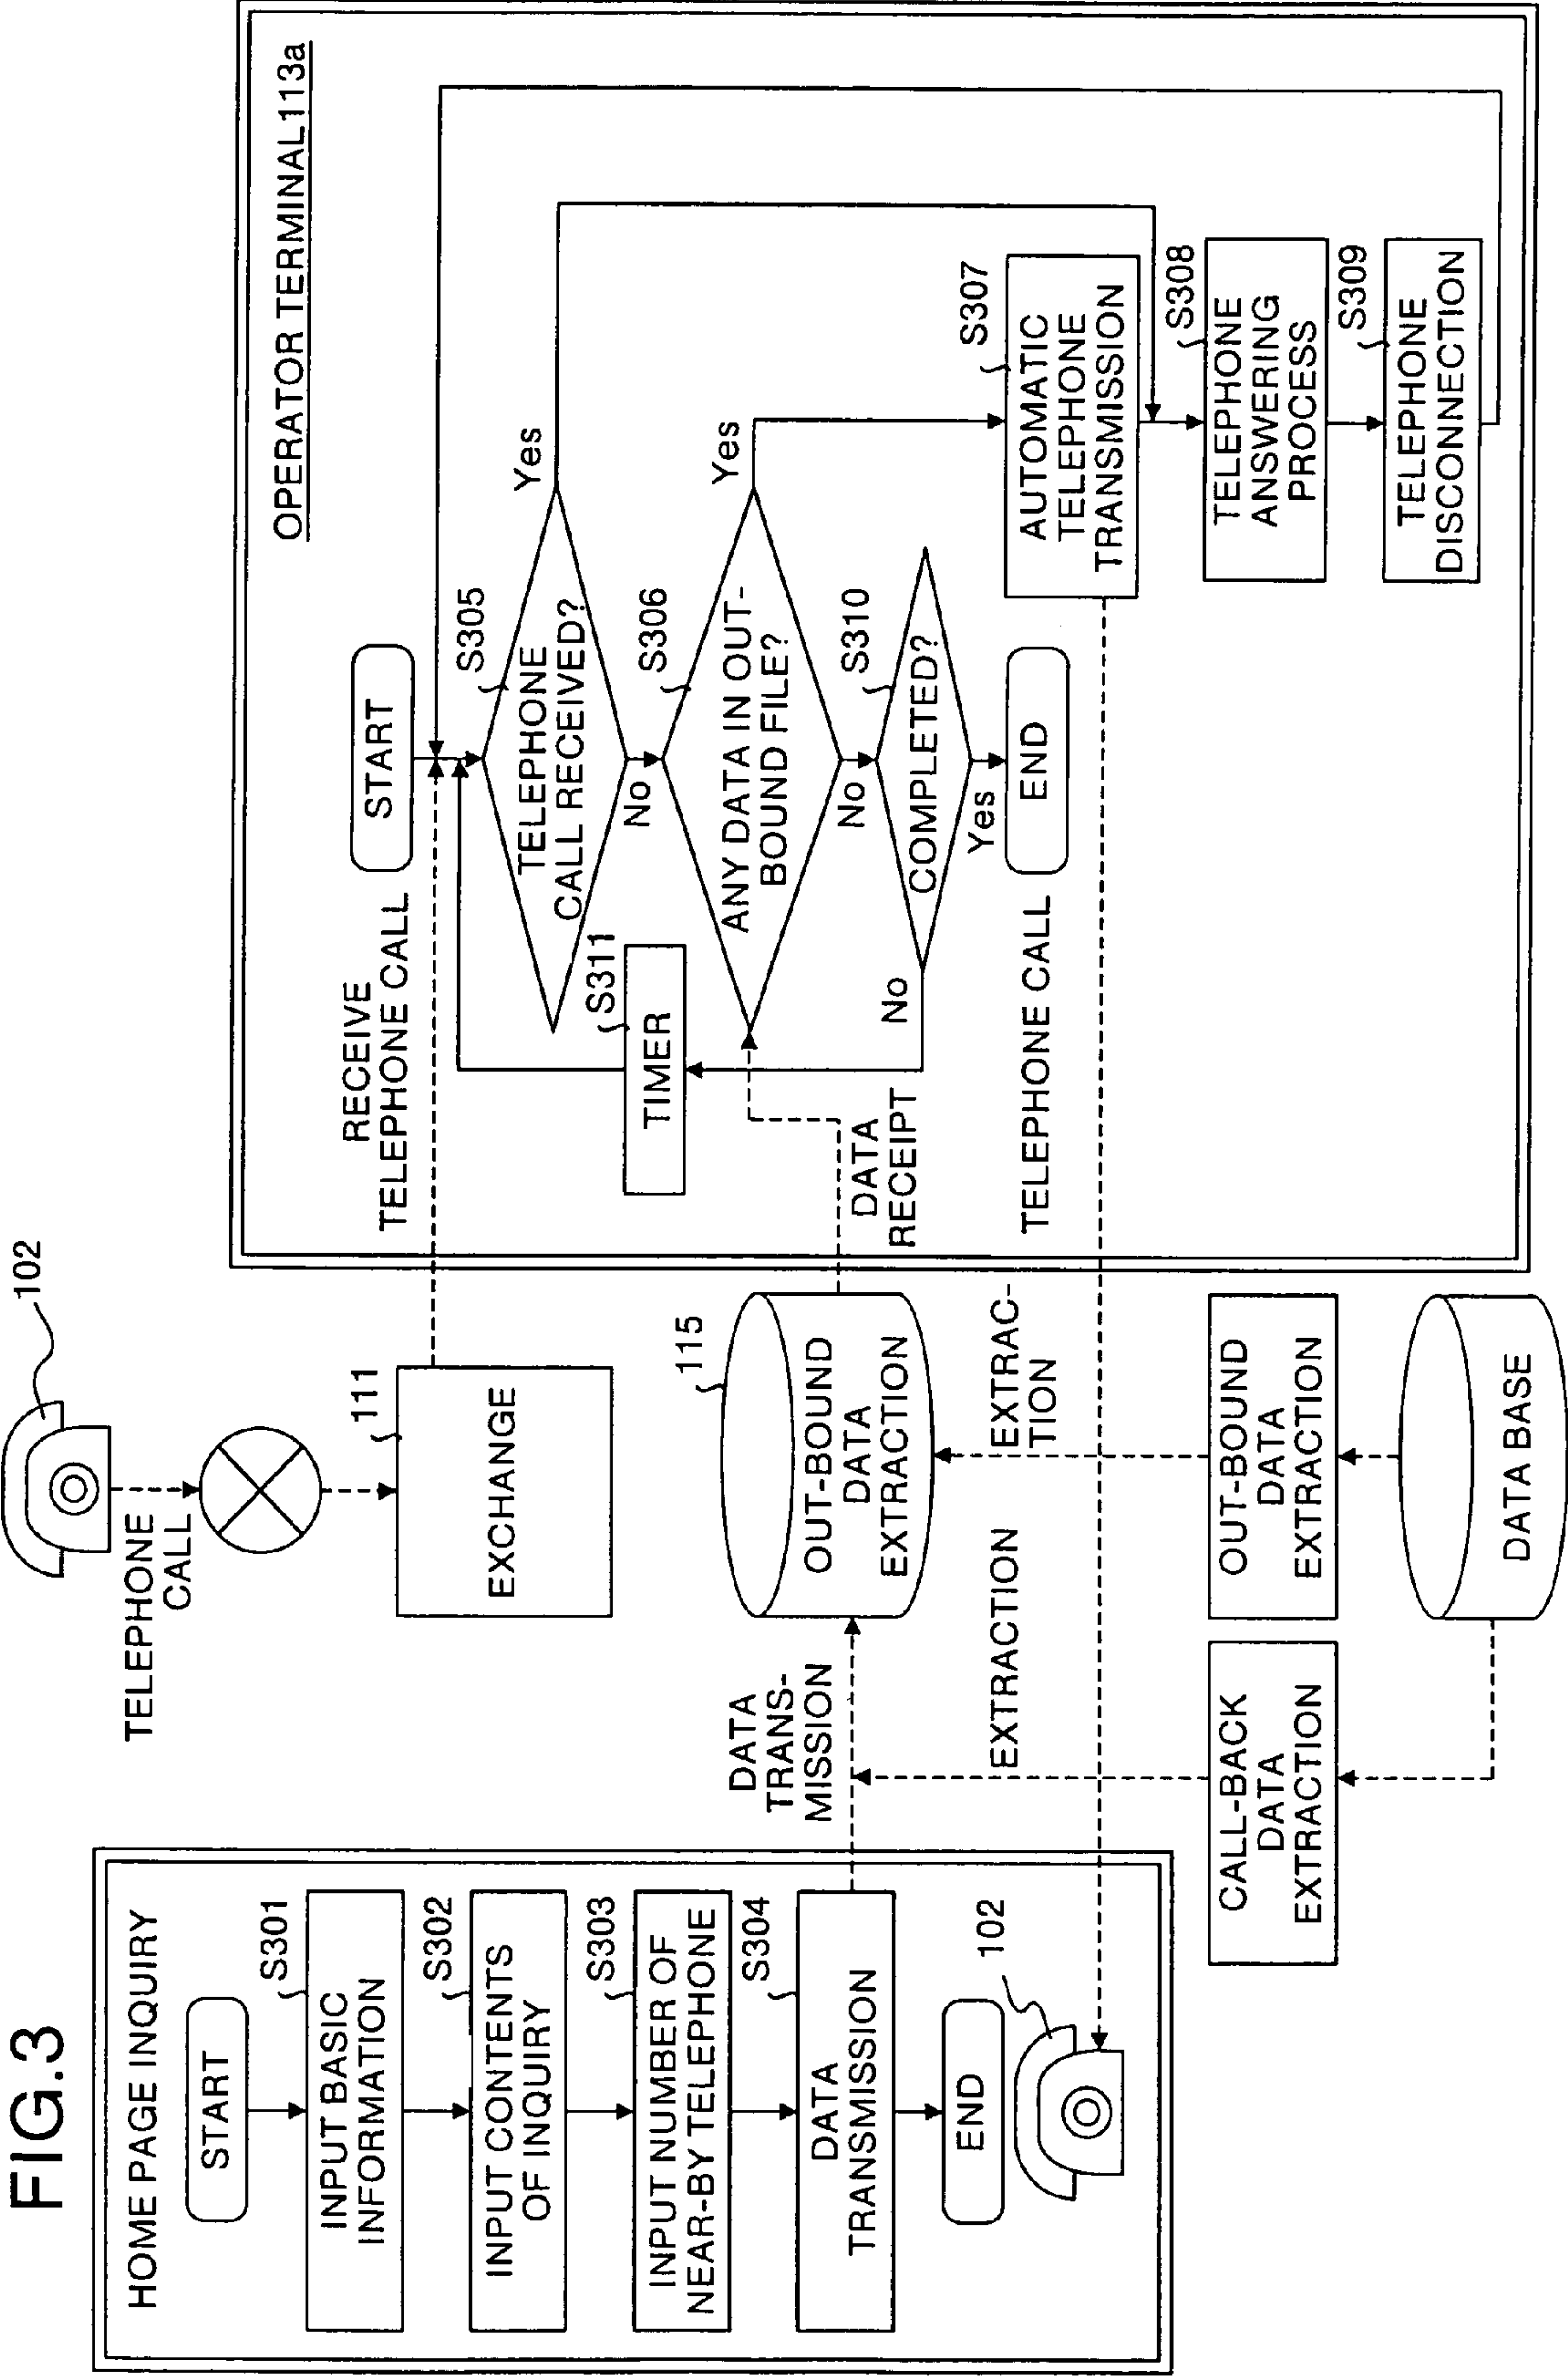 FIG.3
HOME PAGE INQUIRY
START
S301
INPUT BASIC
INFORMATION
S302
INPUT CONTENTS
OF INQUIRY
S303
INPUT NUMBER OF
NEAR-BY TELEPHONE
S304
DATA
TRANSMISSION
END
102
102
TELEPHONE
CALL
111
EXCHANGE
DATA
TRANS-
MISSION
115
OUT-BOUND
DATA
EXTRACTION
EXTRACTION
EXTRAC-
TION
CALL-BACK
DATA
EXTRACTION
OUT-BOUND
DATA
EXTRACTION
DATA BASE
OPERATOR TERMINAL113a
RECEIVE
TELEPHONE CALL
START
S305
TELEPHONE
CALL RECEIVED?
Yes
No
S311
TIMER
S306
ANY DATA IN OUT-
BOUND FILE?
Yes
No
DATA
RECEIPT
S310
COMPLETED?
No
Yes
END
TELEPHONE CALL
S307
AUTOMATIC
TELEPHONE
TRANSMISSION
S308
TELEPHONE
ANSWERING
PROCESS
S309
TELEPHONE
DISCONNECTION